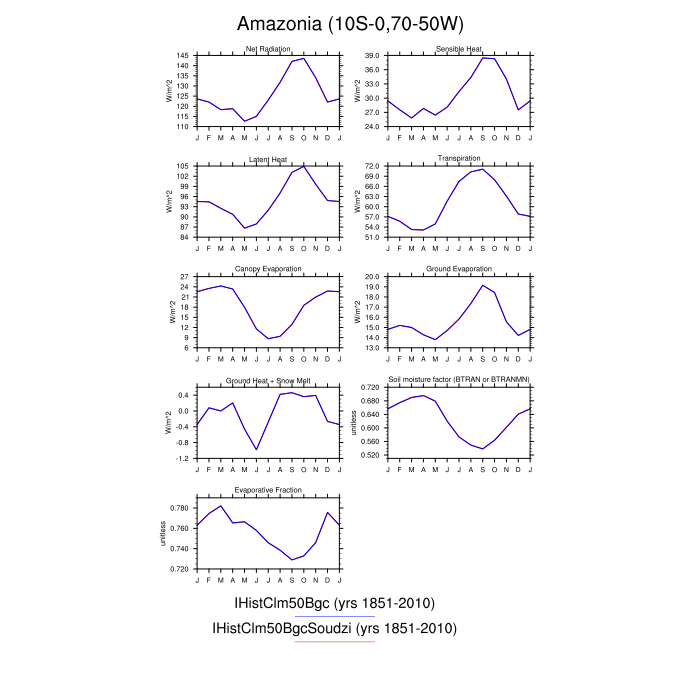 Amazonia (10S-0,70-50W)
Net Radiation
W/m^2
145
140
135
130
125
120
115
110
J F M A M J J A S O N D J
Sensible Heat
W/m^2
39.0
36.0
33.0
30.0
27.0
24.0
J F M A M J J A S O N D J
Latent Heat
W/m^2
105
102
99
96
93
90
87
84
J F M A M J J A S O N D J
Transpiration
W/m^2
72.0
69.0
66.0
63.0
60.0
57.0
54.0
51.0
J F M A M J J A S O N D J
Canopy Evaporation
W/m^2
27
24
21
18
15
12
9
6
J F M A M J J A S O N D J
Ground Evaporation
W/m^2
20.0
19.0
18.0
17.0
16.0
15.0
14.0
13.0
J F M A M J J A S O N D J
Ground Heat + Snow Melt
W/m^2
0.4
0.0
-0.4
-0.8
-1.2
J F M A M J J A S O N D J
Soil moisture factor (BTRAN or BTRANMN)
unitless
0.720
0.680
0.640
0.600
0.560
0.520
J F M A M J J A S O N D J
Evaporative Fraction
unitless
0.780
0.760
0.740
0.720
J F M A M J J A S O N D J
IHistClm50Bgc (yrs 1851-2010)
IHistClm50BgcSoudzi (yrs 1851-2010)